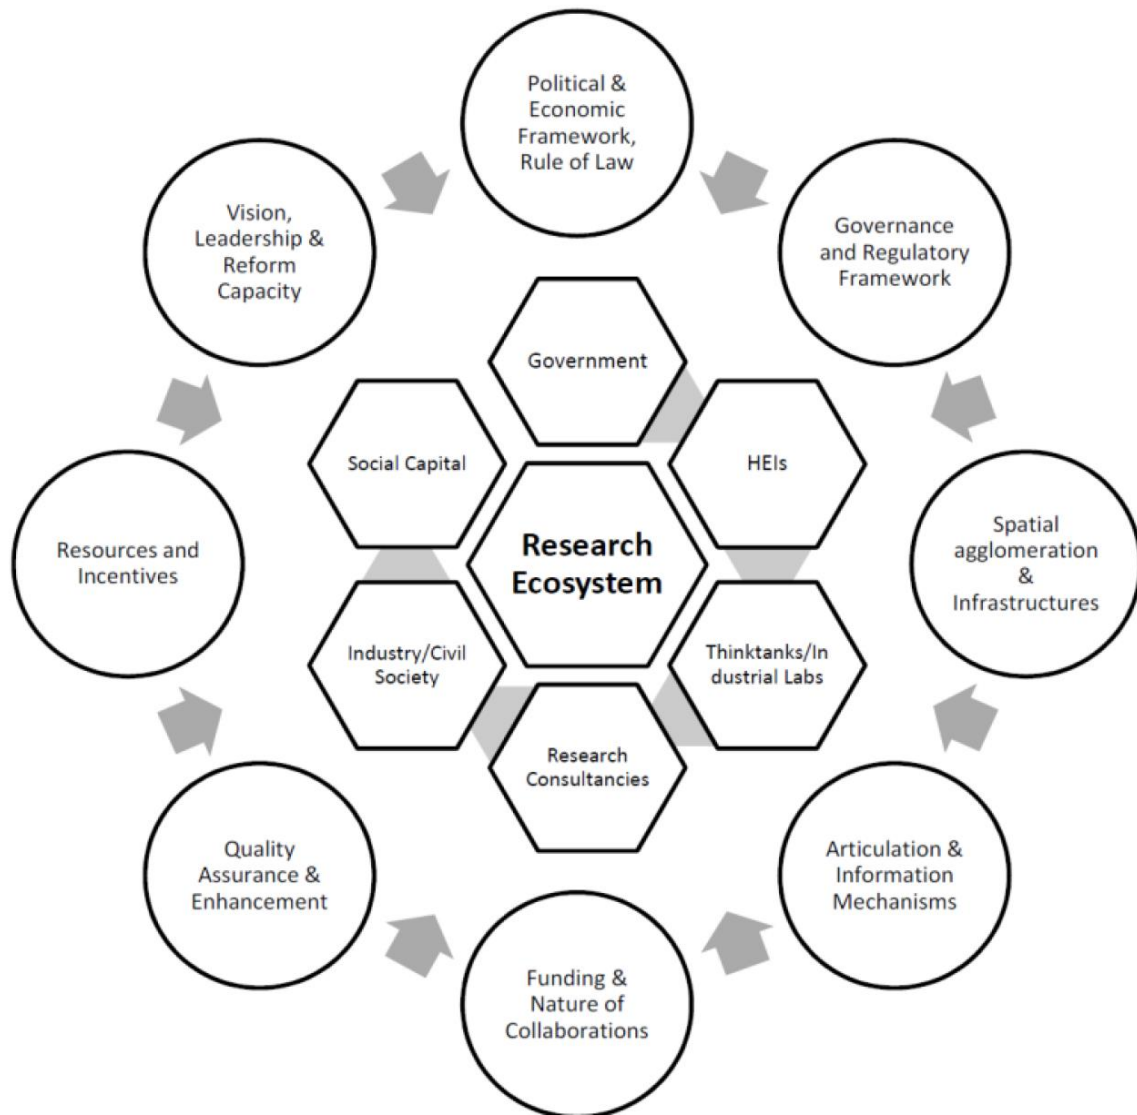 Political &
Economic
Framework,
Rule of Law
Vision,
Leadership &
Reform
Capacity
Governance
and Regulatory
Framework
Government
Social Capital
HEIs
Research
Ecosystem
Resources and
Incentives
Spatial
agglomeration
&
Infrastructures
Industry/Civil
Society
Thinktanks/In
dustrial Labs
Research
Consultancies
Quality
Assurance &
Enhancement
Articulation &
Information
Mechanisms
Funding &
Nature of
Collaborations